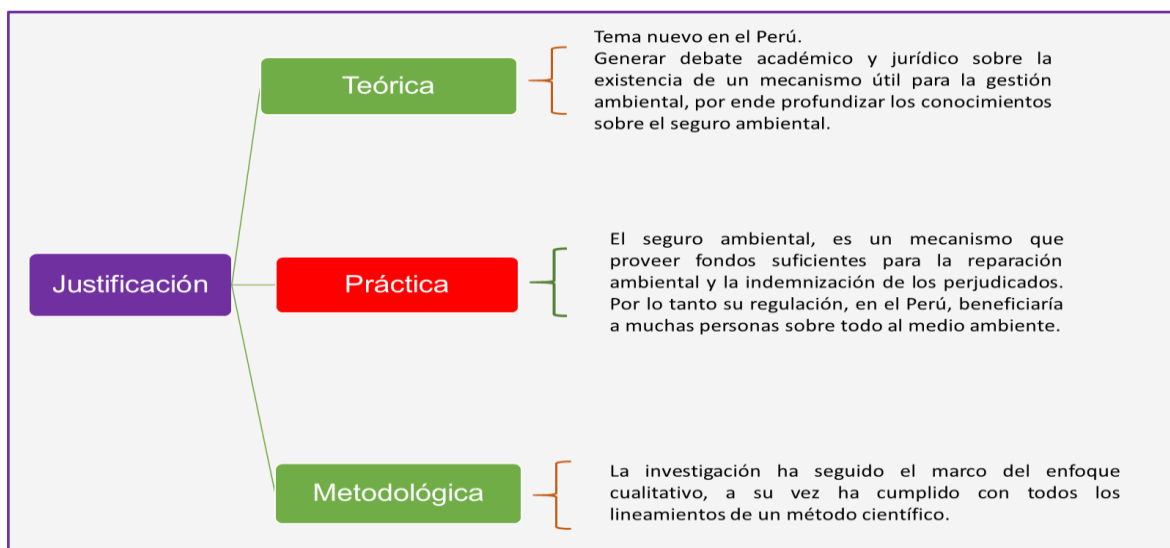 Justificación
Teórica
Tema nuevo en el Perú.
Generar debate académico y jurídico sobre la
existencia de un mecanismo útil para la gestión
ambiental, por ende profundizar los conocimientos
sobre el seguro ambiental.
Práctica
El seguro ambiental, es un mecanismo que
proveer fondos suficientes para la reparación
ambiental y la indemnización de los perjudicados.
Por lo tanto su regulación, en el Perú, beneficiaría
a muchas personas sobre todo al medio ambiente.
Metodológica
La investigación ha seguido el marco del enfoque
cualitativo, a su vez ha cumplido con todos los
lineamientos de un método científico.